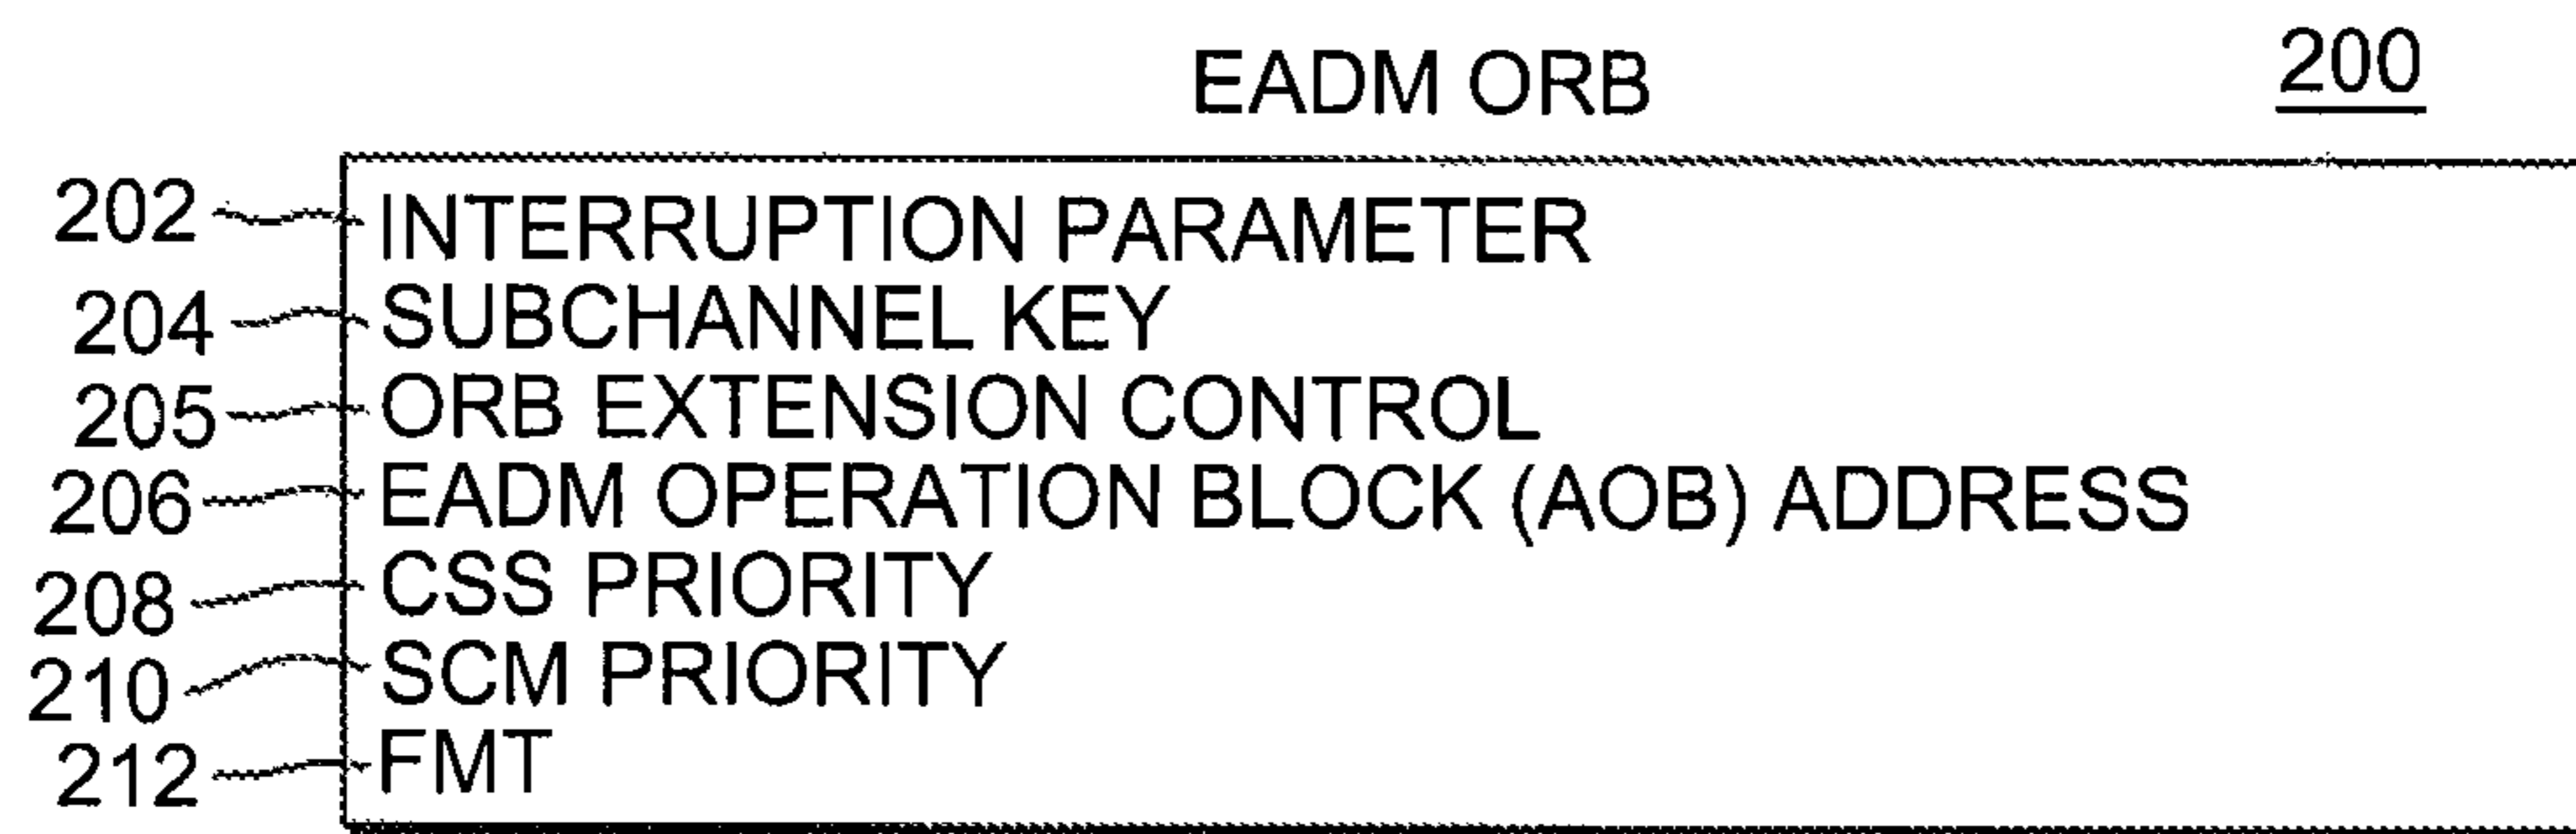 EADM ORB 200
202 INTERRUPTION PARAMETER
204 SUBCHANNEL KEY
205 ORB EXTENSION CONTROL
206 EADM OPERATION BLOCK (AOB) ADDRESS
208 CSS PRIORITY
210 SCM PRIORITY
212 FMT